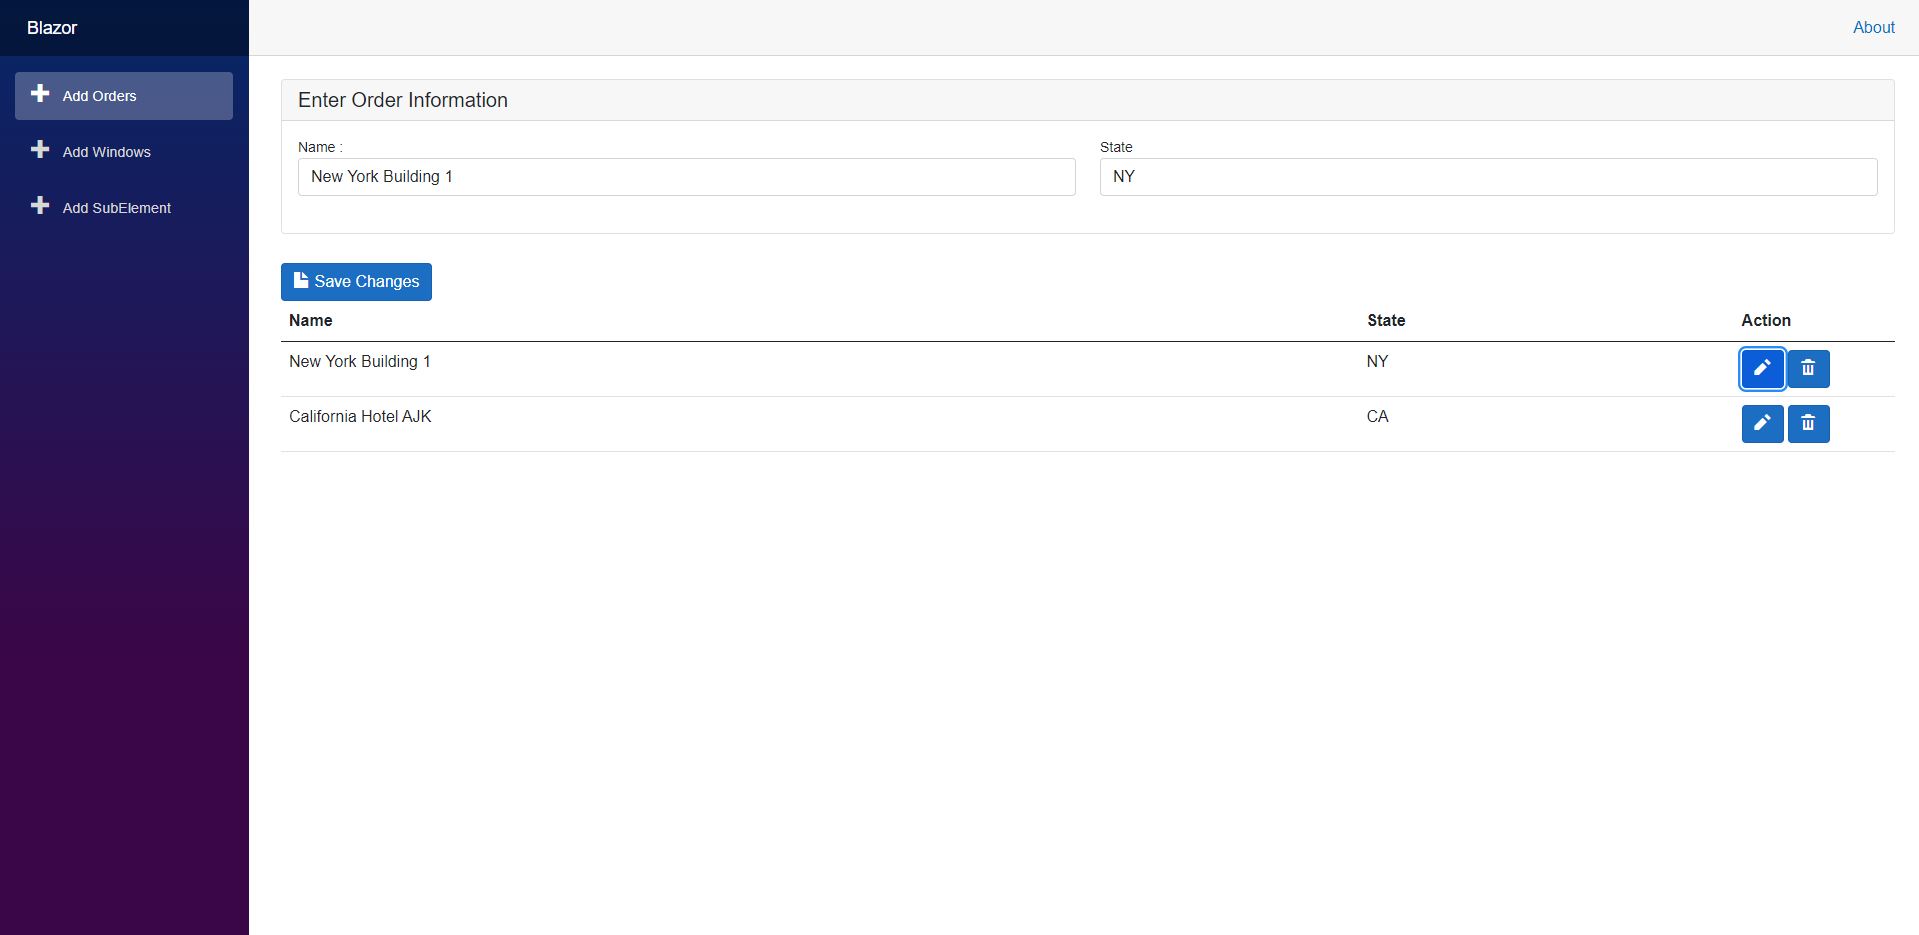 Blazor
About
Add Orders
Add Windows
Add SubElement
Enter Order Information
Name :
State
New York Building 1
NY
Save Changes
Name State Action
New York Building 1 NY
California Hotel AJK CA